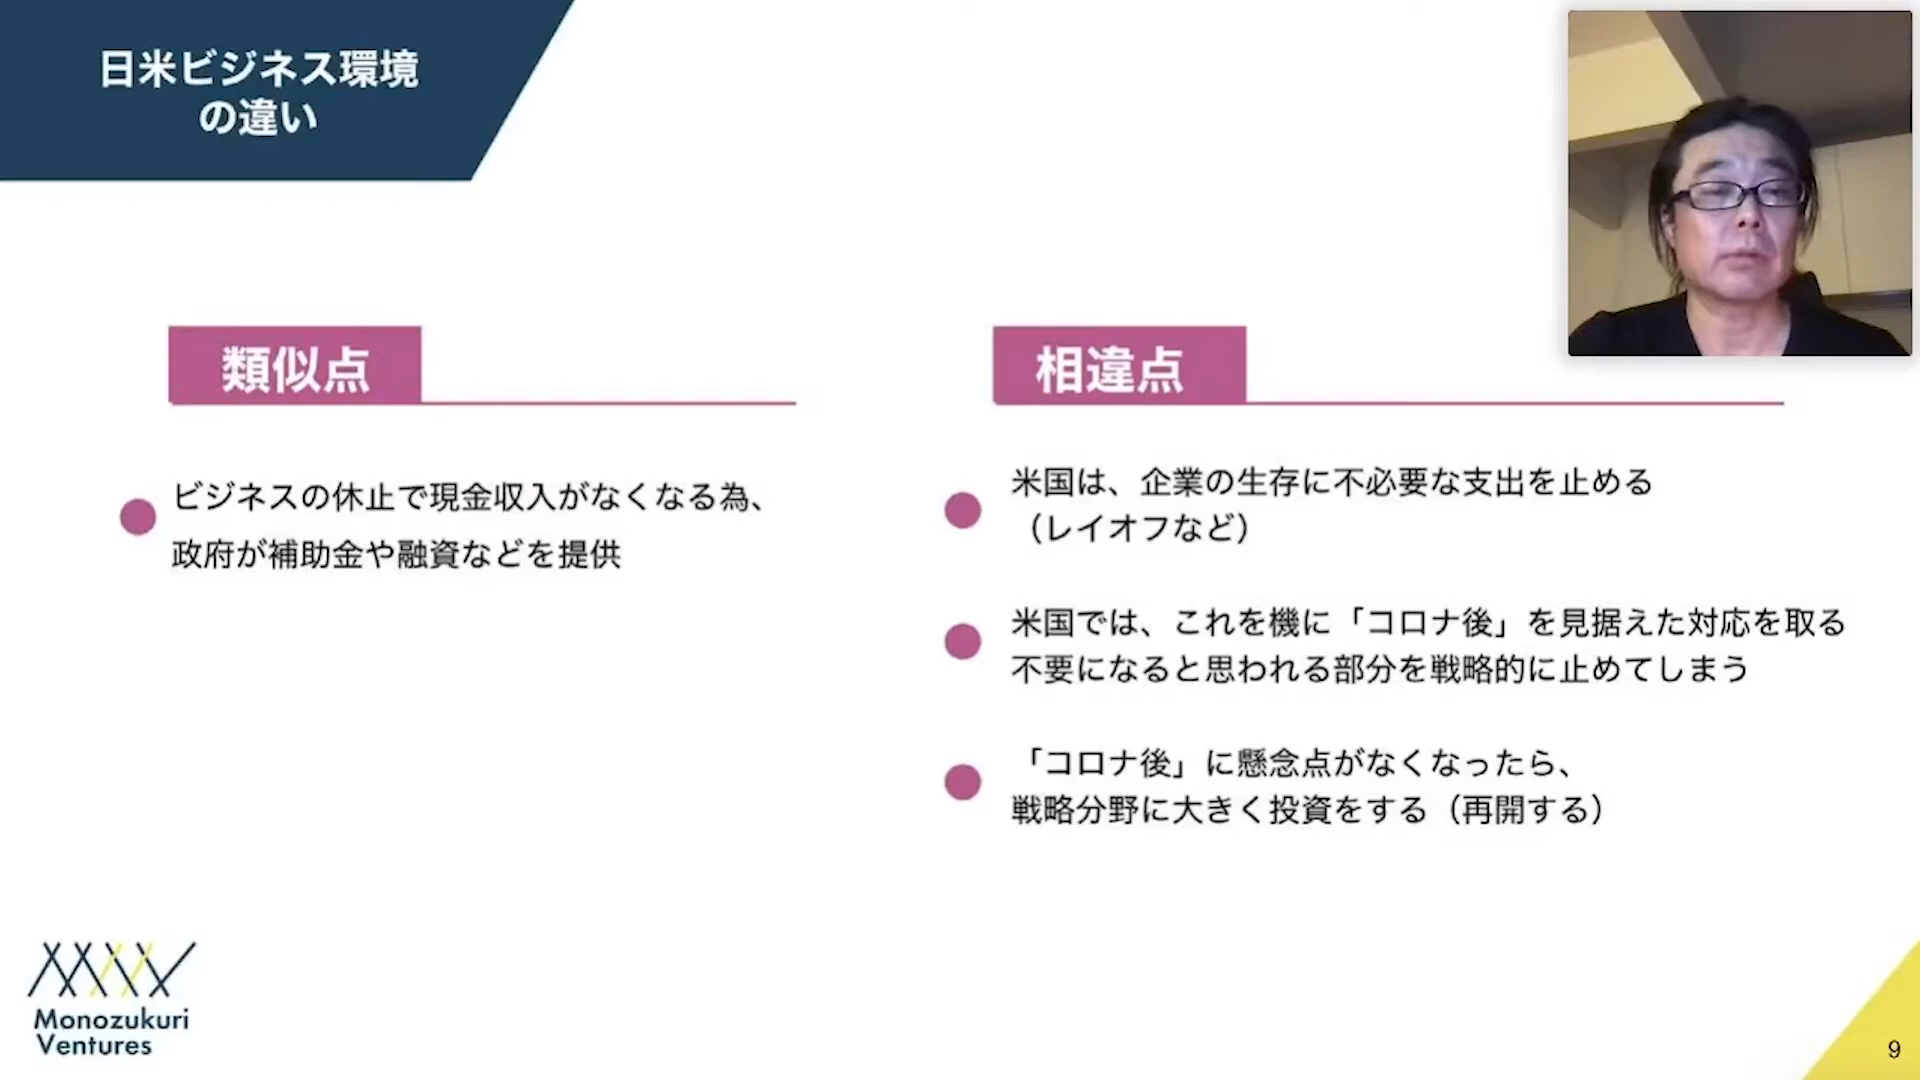 日米ビジネス環境
の違い
類似点
ビジネスの休止で現金収入がなくなる為、
政府が補助金や融資などを提供
相違点
米国は、企業の生存に不必要な支出を止める
（レイオフなど）
米国では、これを機に「コロナ後」を見据えた対応を取る
不要になると思われる部分を戦略的に止めてしまう
「コロナ後」に懸念点がなくなったら、
戦略分野に大きく投資をする（再開する）
Monozukuri
Ventures
9